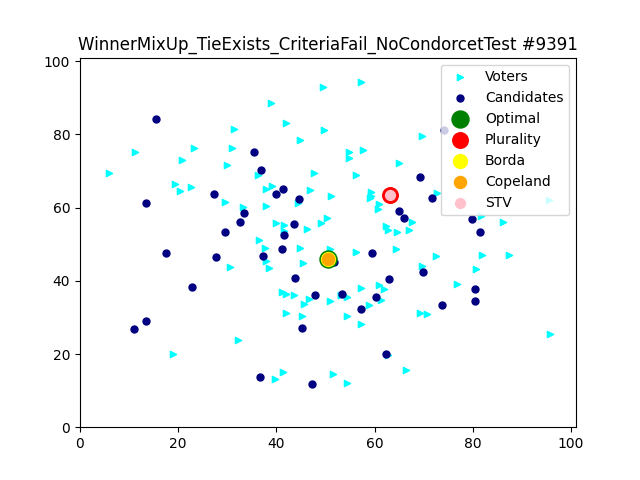 WinnerMixUp_TieExists_CriteriaFail_NoCondorcetTest #9391
100
80
60
40
20
0
0 20 40 60 80 100
Voters
Candidates
Optimal
Plurality
Borda
Copeland
STV